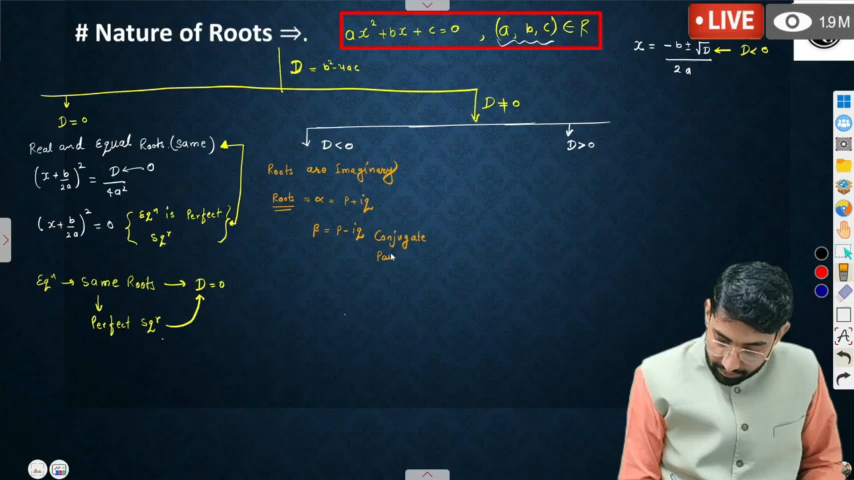 # Nature of Roots ⇒.
ax² + bx + c = 0 , (a, b, c) ∈ R
LIVE
1.9M
x = (-b ± √D) / 2a ← D < 0
D = b² - 4ac
D = 0
D ≠ 0
Real and Equal Roots. (same)
D < 0
D > 0
(x + b/2a)² = D/4a² ← 0
Roots are Imaginary)
Roots = α = P + iq
(x + b/2a)² = 0 { Eqⁿ is Perfect
Sqʳ }
β = P - iq Conjugate
Pai
Eqⁿ → Same Roots → D = 0
↓
Perfect Sqʳ